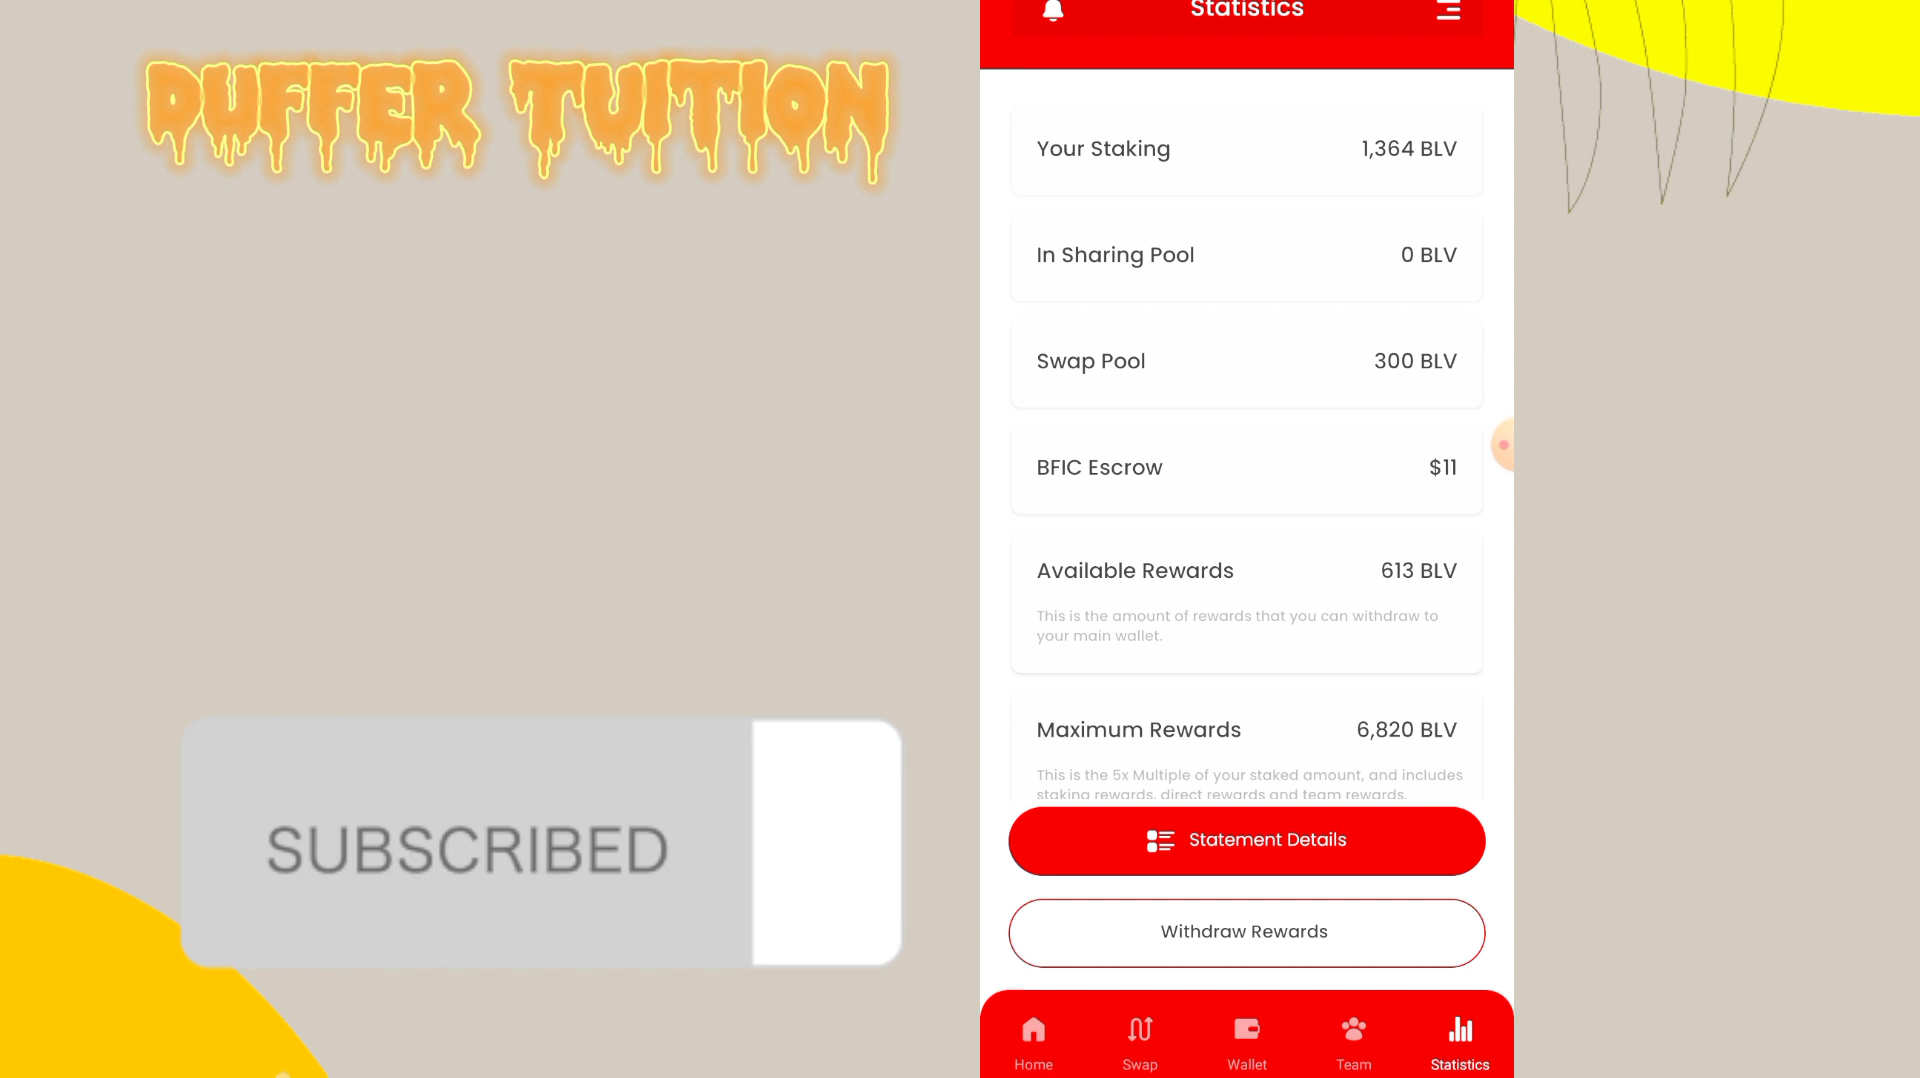 DUFFER TUITION
SUBSCRIBED
Statistics
Your Staking 1,364 BLV
In Sharing Pool 0 BLV
Swap Pool 300 BLV
BFIC Escrow $11
Available Rewards 613 BLV
This is the amount of rewards that you can withdraw to
your main wallet.
Maximum Rewards 6,820 BLV
This is the 5x Multiple of your staked amount, and includes
staking rewards, direct rewards and team rewards.
Statement Details
Withdraw Rewards
Home Swap Wallet Team Statistics